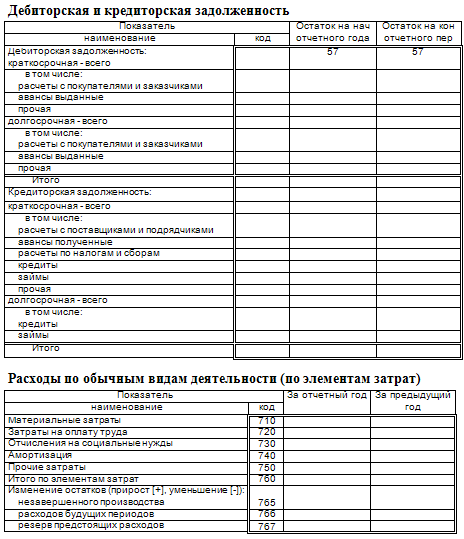 Дебиторская и кредиторская задолженность
Показатель Остаток на нач Остаток на кон
наименование код отчетного года отчетного пер
Дебиторская задолженность: 57 57
краткосрочная - всего
в том числе:
расчеты с покупателями и заказчиками
авансы выданные
прочая
долгосрочная - всего
в том числе:
расчеты с покупателями и заказчиками
авансы выданные
прочая
Итого
Кредиторская задолженность:
краткосрочная - всего
в том числе:
расчеты с поставщиками и подрядчиками
авансы полученные
расчеты по налогам и сборам
кредиты
займы
прочая
долгосрочная - всего
в том числе:
кредиты
займы
Итого
Расходы по обычным видам деятельности (по элементам затрат)
Показатель За отчетный год За предыдущий
наименование код год
Материальные затраты 710
Затраты на оплату труда 720
Отчисления на социальные нужды 730
Амортизация 740
Прочие затраты 750
Итого по элементам затрат 760
Изменение остатков (прирост [+], уменьшение [-]):
незавершенного производства 765
расходов будущих периодов 766
резерв предстоящих расходов 767